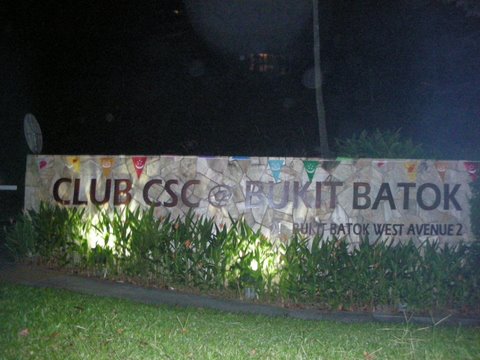 CLUB CSC @ BUKIT BATOK
BUKIT BATOK WEST AVENUE 2